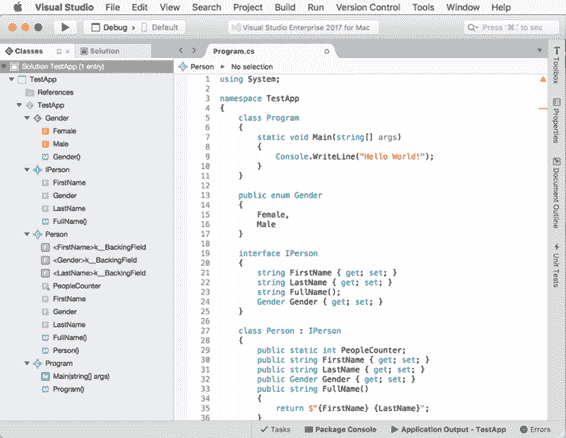 Visual Studio File Edit View Search Project Build Run Version Control Tools Window Help
Debug › Default
Visual Studio Enterprise 2017 for Mac
Press '⌘.' to sea
Classes
Solution
Program.cs
Solution TestApp (1 entry)
TestApp
References
TestApp
Gender
Female
Male
Gender()
IPerson
FirstName
Gender
LastName
FullName()
Person
<FirstName>k__BackingField
<Gender>k__BackingField
<LastName>k__BackingField
PeopleCounter
FirstName
Gender
LastName
FullName()
Person()
Program
Main(string[] args)
Program()
Person ▸ No selection
1 using System;
2
3 namespace TestApp
4 {
5 class Program
6 {
7 static void Main(string[] args)
8 {
9 Console.WriteLine("Hello World!");
10 }
11 }
12
13 public enum Gender
14 {
15 Female,
16 Male
17 }
18
19 interface IPerson
20 {
21 string FirstName { get; set; }
22 string LastName { get; set; }
23 string FullName();
24 Gender Gender { get; set; }
25 }
26
27 class Person : IPerson
28 {
29 public static int PeopleCounter;
30 public string FirstName { get; set; }
31 public string LastName { get; set; }
32 public Gender Gender { get; set; }
33 public string FullName()
34 {
35 return $"{FirstName} {LastName}";
36 }
Toolbox
Properties
Document Outline
Unit Tests
Tasks
Package Console
Application Output - TestApp
Errors